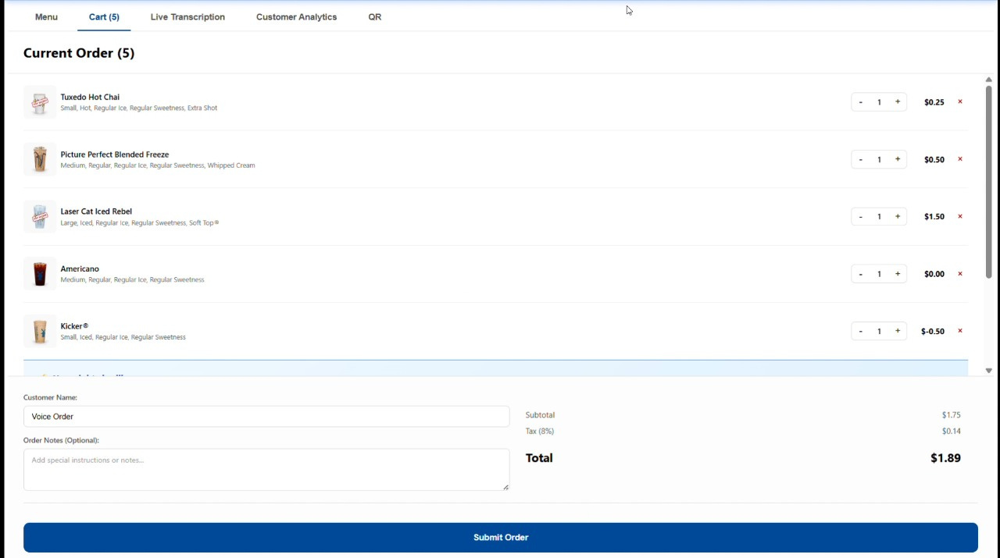 Menu
Cart (5)
Live Transcription
Customer Analytics
QR
Current Order (5)
Tuxedo Hot Chai
Small, Hot, Regular Ice, Regular Sweetness, Extra Shot
- 1 + $0.25 ×
Picture Perfect Blended Freeze
Medium, Regular, Regular Ice, Regular Sweetness, Whipped Cream
- 1 + $0.50 ×
Laser Cat Iced Rebel
Large, Iced, Regular Ice, Regular Sweetness, Soft Top®
- 1 + $1.50 ×
Americano
Medium, Regular, Regular Ice, Regular Sweetness
- 1 + $0.00 ×
Kicker®
Small, Iced, Regular Ice, Regular Sweetness
- 1 + $-0.50 ×
Customer Name:
Voice Order
Order Notes (Optional):
Add special instructions or notes...
Subtotal $1.75
Tax (8%) $0.14
Total $1.89
Submit Order